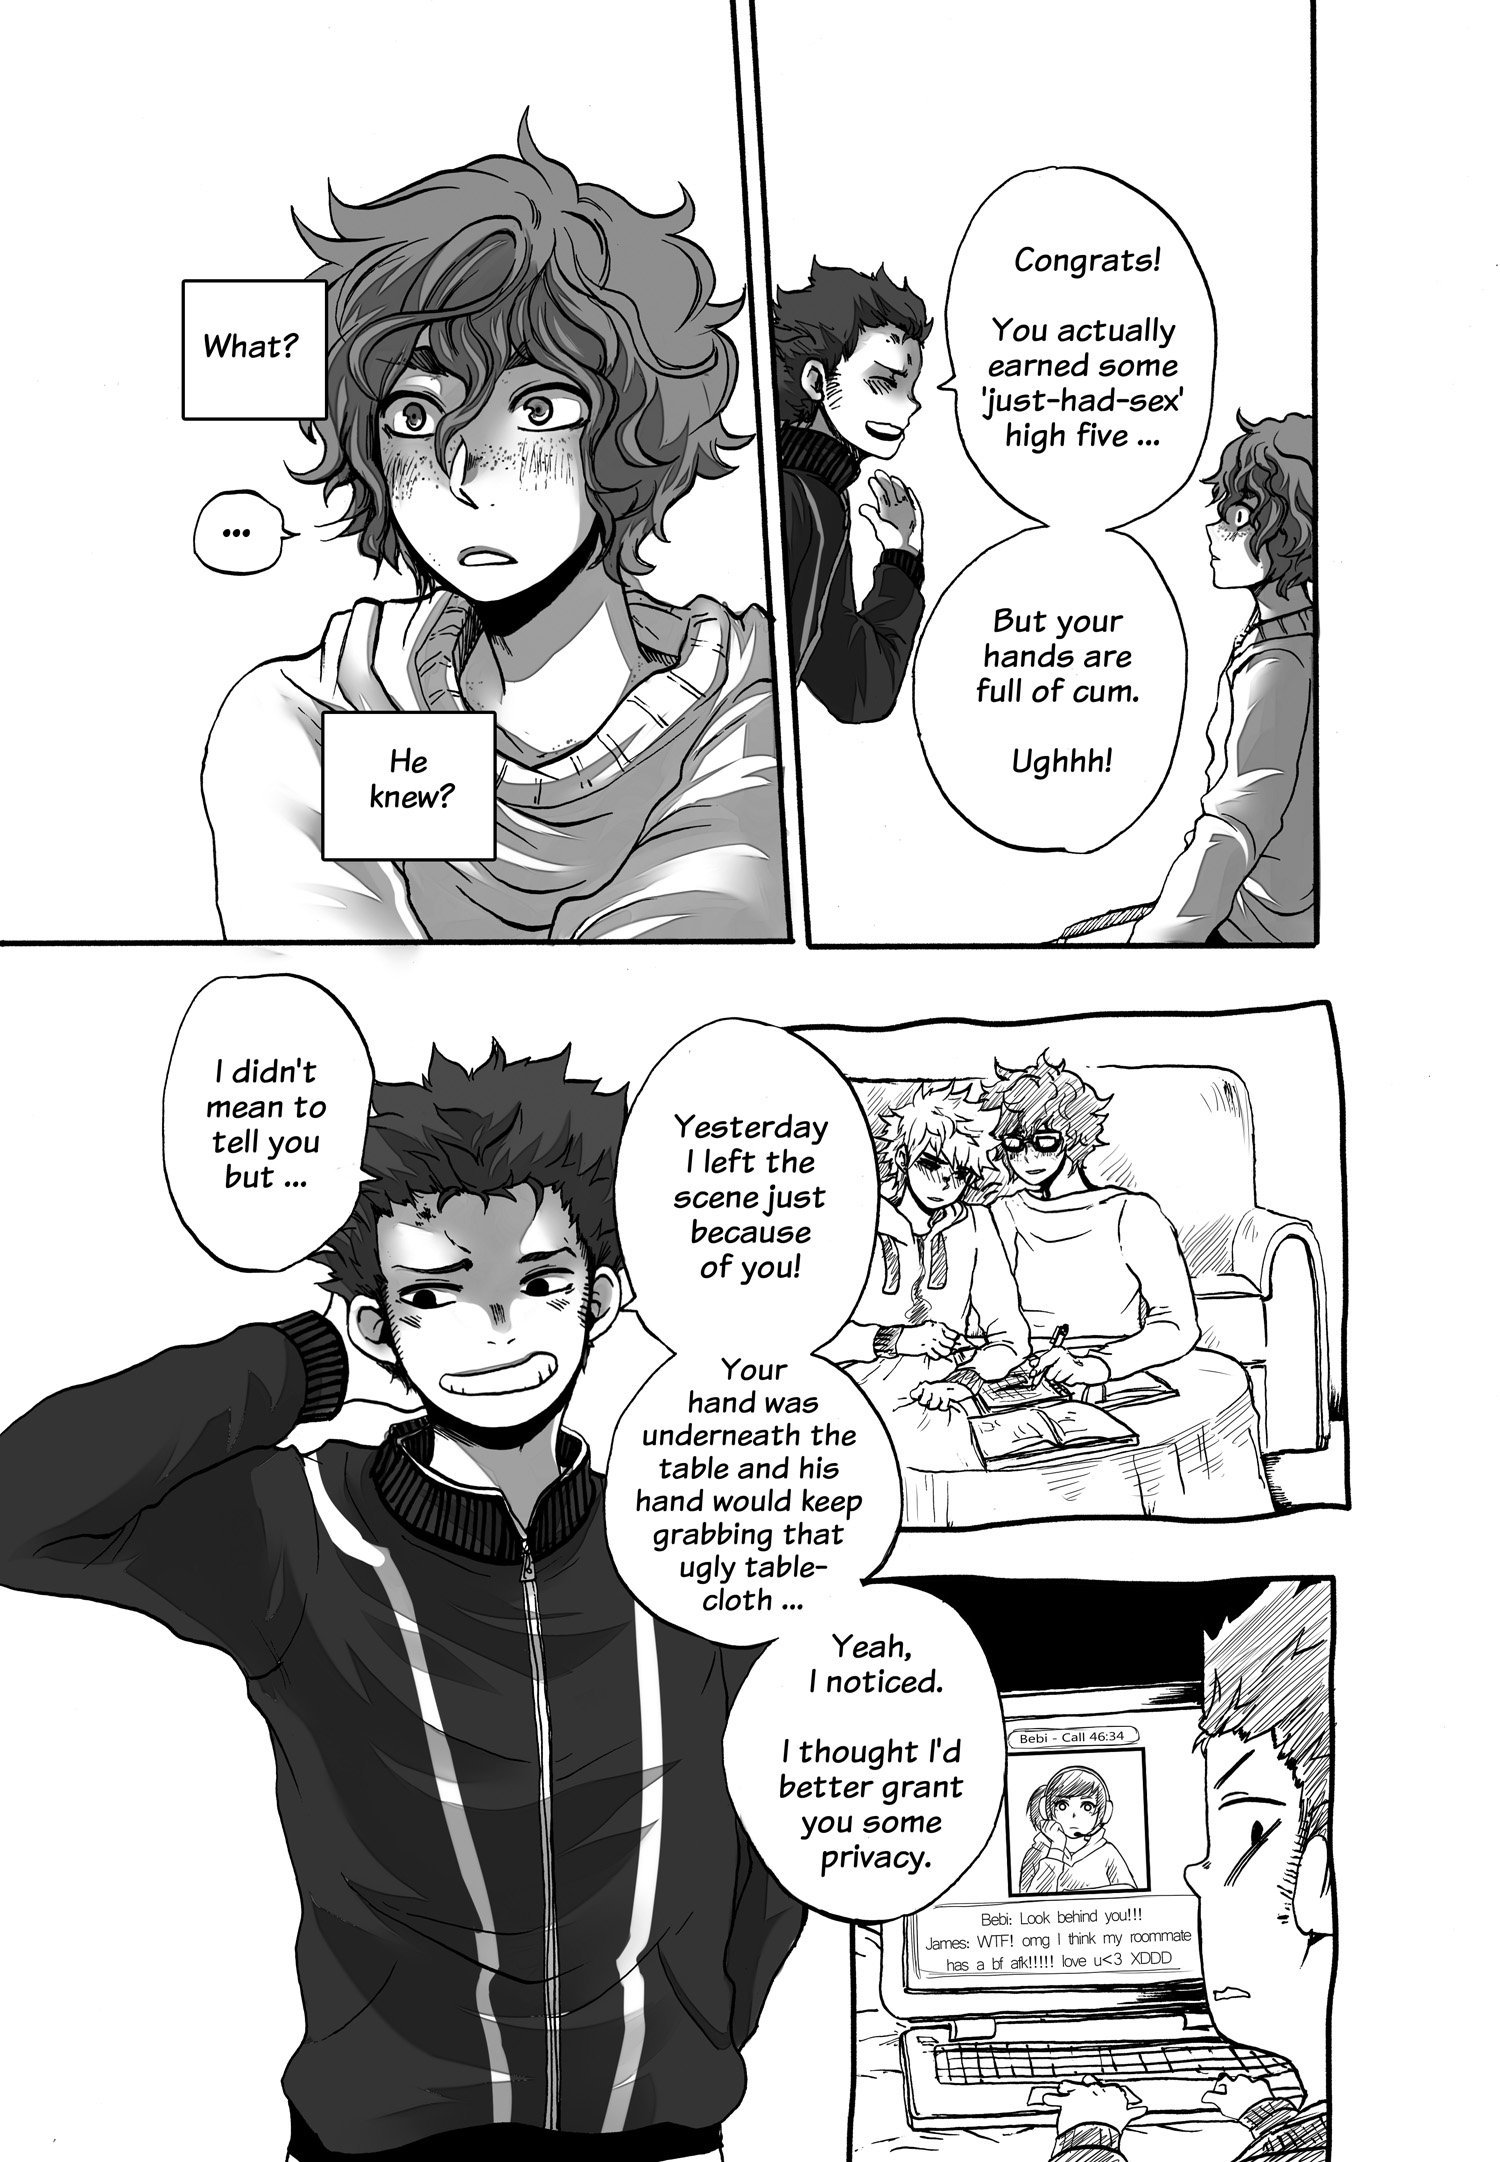 What?
...
He
knew?
Congrats!
You actually
earned some
'just-had-sex'
high five ...
But your
hands are
full of cum.
Ughhh!
I didn't
mean to
tell you
but ...
Yesterday
I left the
scene just
because
of you!
Your
hand was
underneath the
table and his
hand would keep
grabbing that
ugly table-
cloth ...
Yeah,
I noticed.
I thought I'd
better grant
you some
privacy.
Bebi - Call 46:34
Bebi: Look behind you!!!
James: WTF! omg I think my roommate
has a bf afk!!!!! love u<3 XDDD